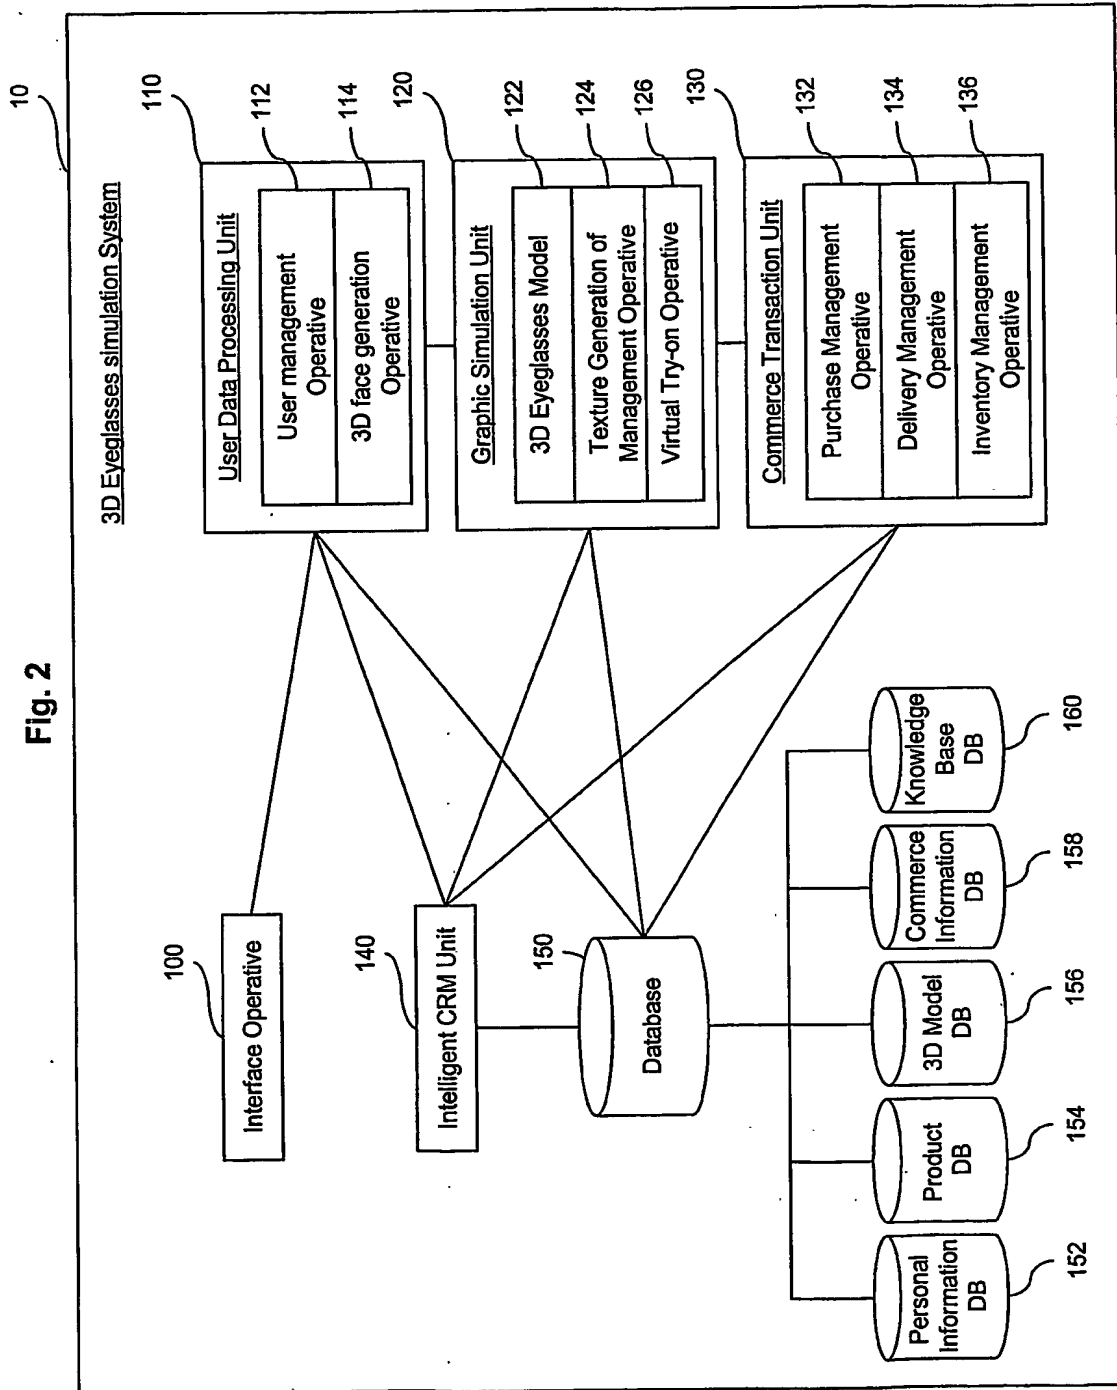 Fig. 2
10
3D Eyeglasses simulation System
100
Interface Operative
110
User Data Processing Unit
112
User management
Operative
114
3D face generation
Operative
140
Intelligent CRM Unit
120
Graphic Simulation Unit
122
3D Eyeglasses Model
124
Texture Generation of
Management Operative
126
Virtual Try-on Operative
150
Database
130
Commerce Transaction Unit
132
Purchase Management
Operative
134
Delivery Management
Operative
136
Inventory Management
Operative
Personal
Information
DB
152
Product
DB
154
3D Model
DB
156
Commerce
Information
DB
158
Knowledge
Base
DB
160